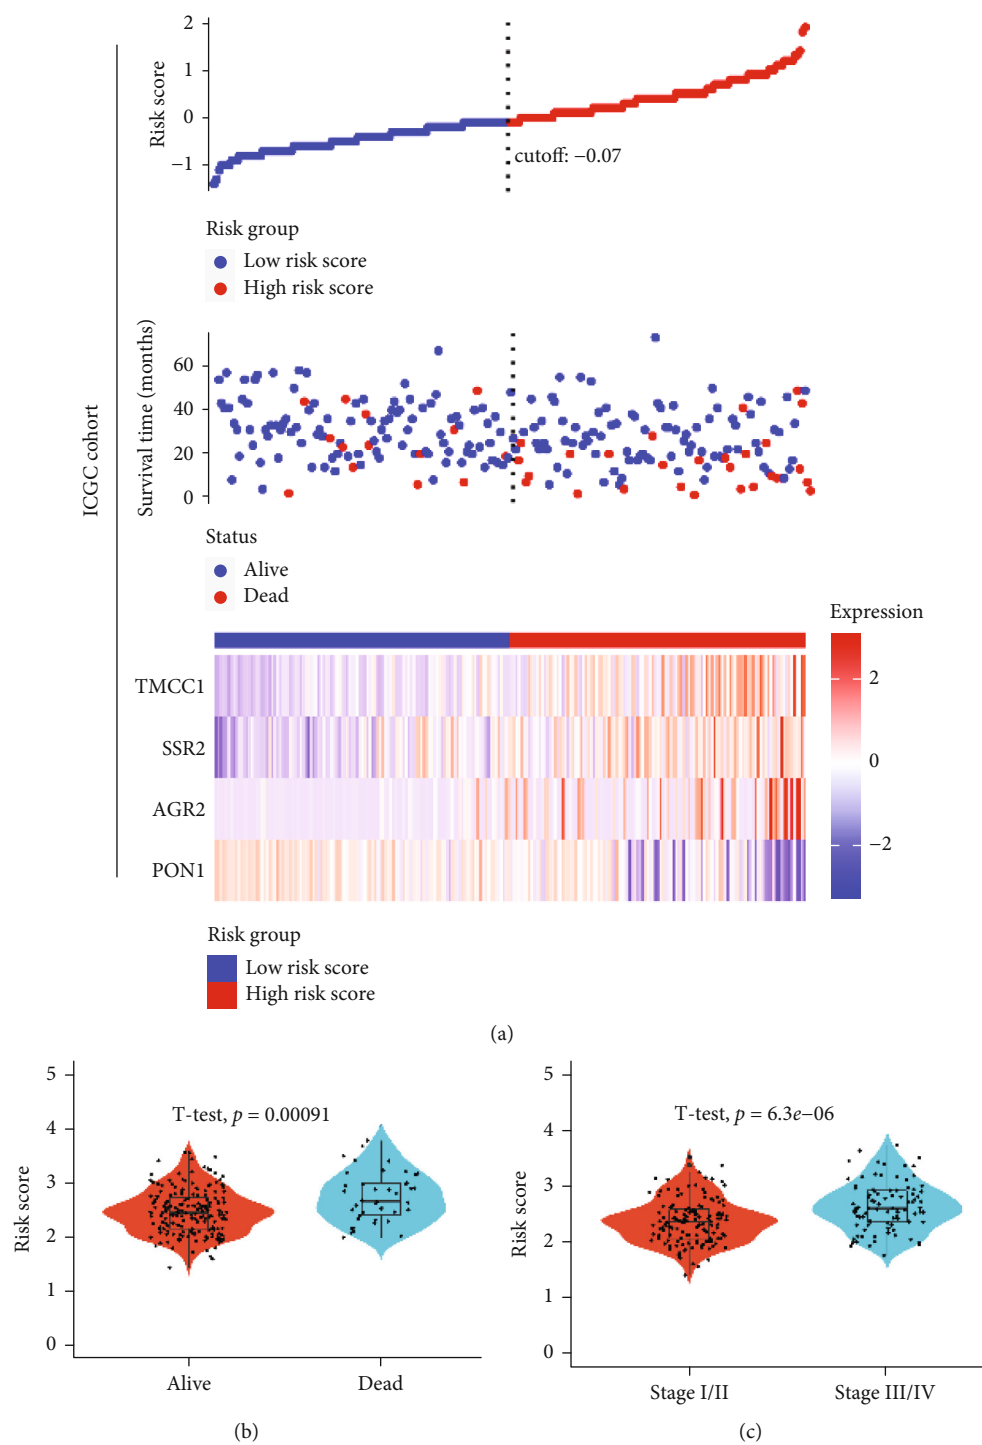 2
1
0
−1
Risk score
cutoff: −0.07
Risk group
Low risk score
High risk score
ICGC cohort
60
40
20
0
Survival time (months)
Status
Alive
Dead
Expression
TMCC1
SSR2
AGR2
PON1
2
0
−2
Risk group
Low risk score
High risk score
(a)
5
4
3
2
1
0
Risk score
T-test, p = 0.00091
Alive
Dead
(b)
5
4
3
2
1
0
Risk score
T-test, p = 6.3e−06
Stage I/II
Stage III/IV
(c)